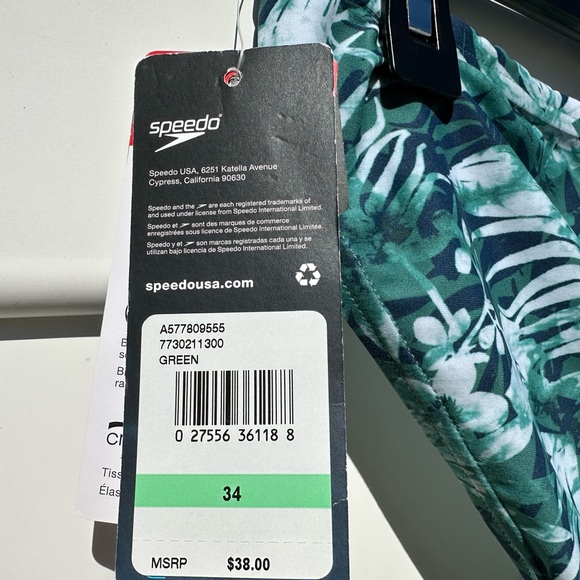 speedo
Speedo USA, 6251 Katella Avenue
Cypress, California 90630
Speedo and the are each registered trademarks of
and used under license from Speedo International Limited.
Speedo et sont des marques de commerce
enregistrées sous licence de Speedo International Limited.
Speedo y et son marcas registradas cada una y se
utilizan bajo licencia de Speedo International Limited.
speedousa.com
A577809555
7730211300
GREEN
0 27556 36118 8
34
MSRP $38.00
Tiss
Élas